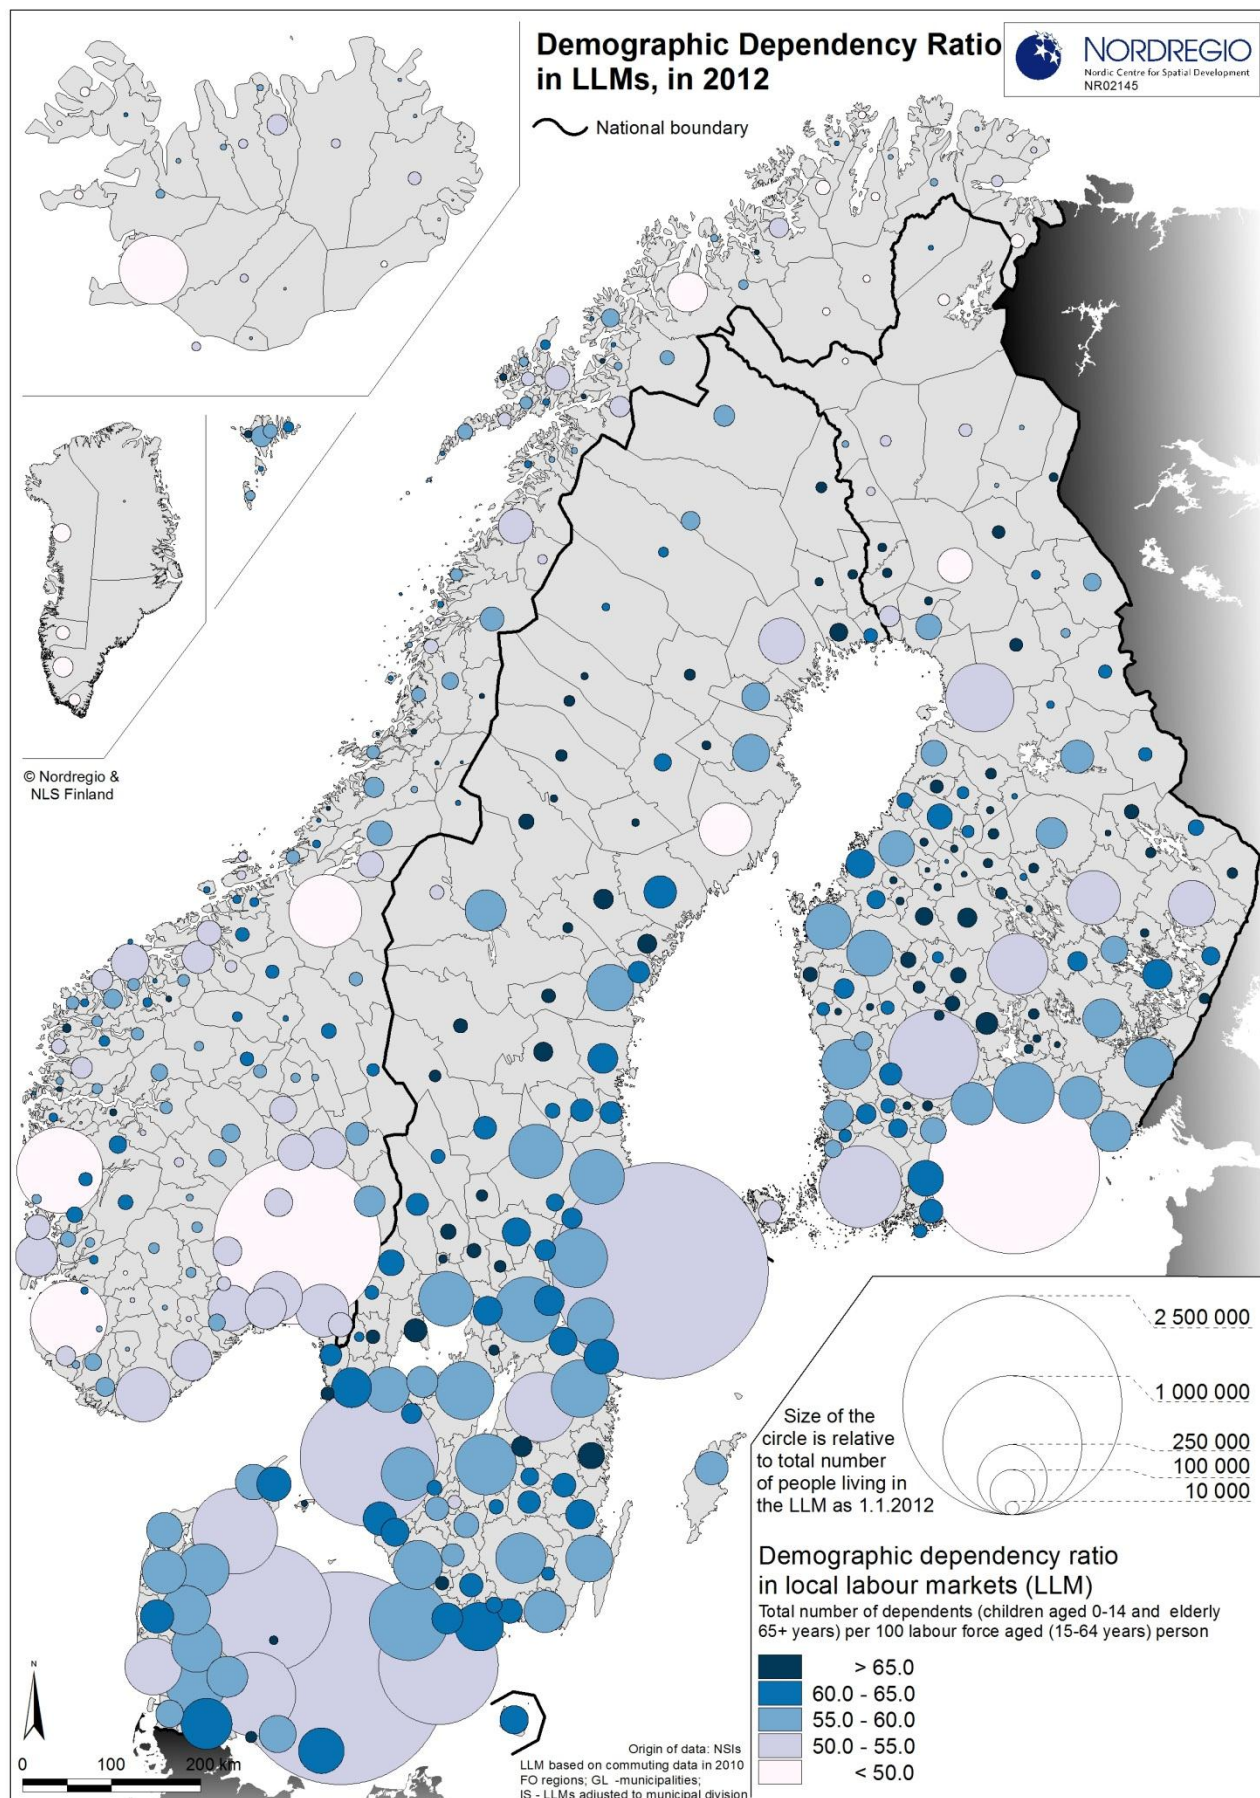 Demographic Dependency Ratio
in LLMs, in 2012
National boundary
NORDREGIO
Nordic Centre for Spatial Development
NR02145
© Nordregio &
NLS Finland
2 500 000
1 000 000
250 000
100 000
10 000
Size of the
circle is relative
to total number
of people living in
the LLM as 1.1.2012
Demographic dependency ratio
in local labour markets (LLM)
Total number of dependents (children aged 0-14 and elderly
65+ years) per 100 labour force aged (15-64 years) person
> 65.0
60.0 - 65.0
55.0 - 60.0
50.0 - 55.0
< 50.0
N
0 100 200 km
Origin of data: NSIs
LLM based on commuting data in 2010
FO regions; GL -municipalities;
IS - LLMs adjusted to municipal division